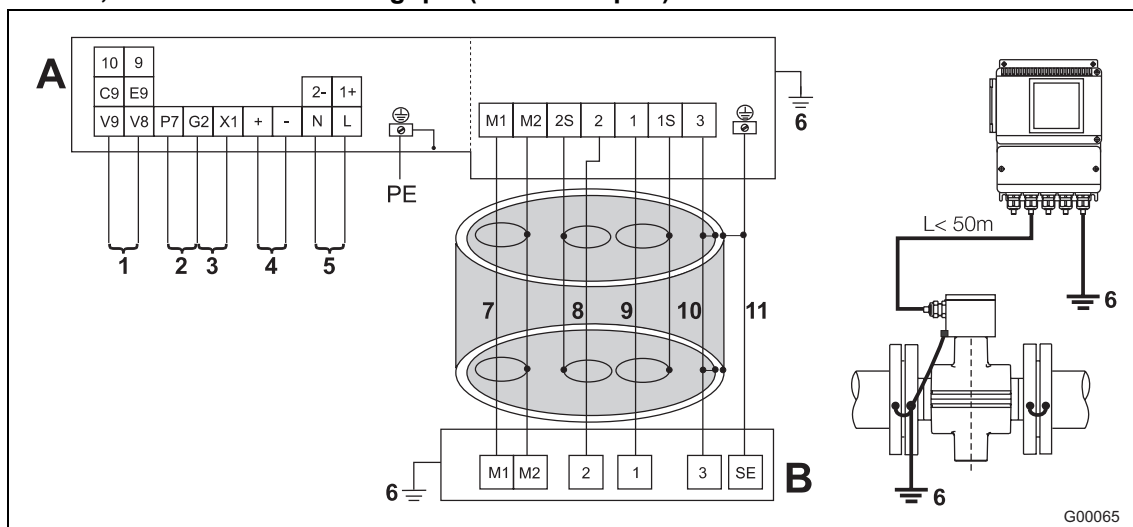 A
10 9
C9 E9 2- 1+
V9 V8 P7 G2 X1 + - N L
PE
1 2 3 4 5
M1 M2 2S 2 1 1S 3
6
7 8 9 10 11
M1 M2 2 1 3 SE
B
6
L< 50m
6
6
G00065